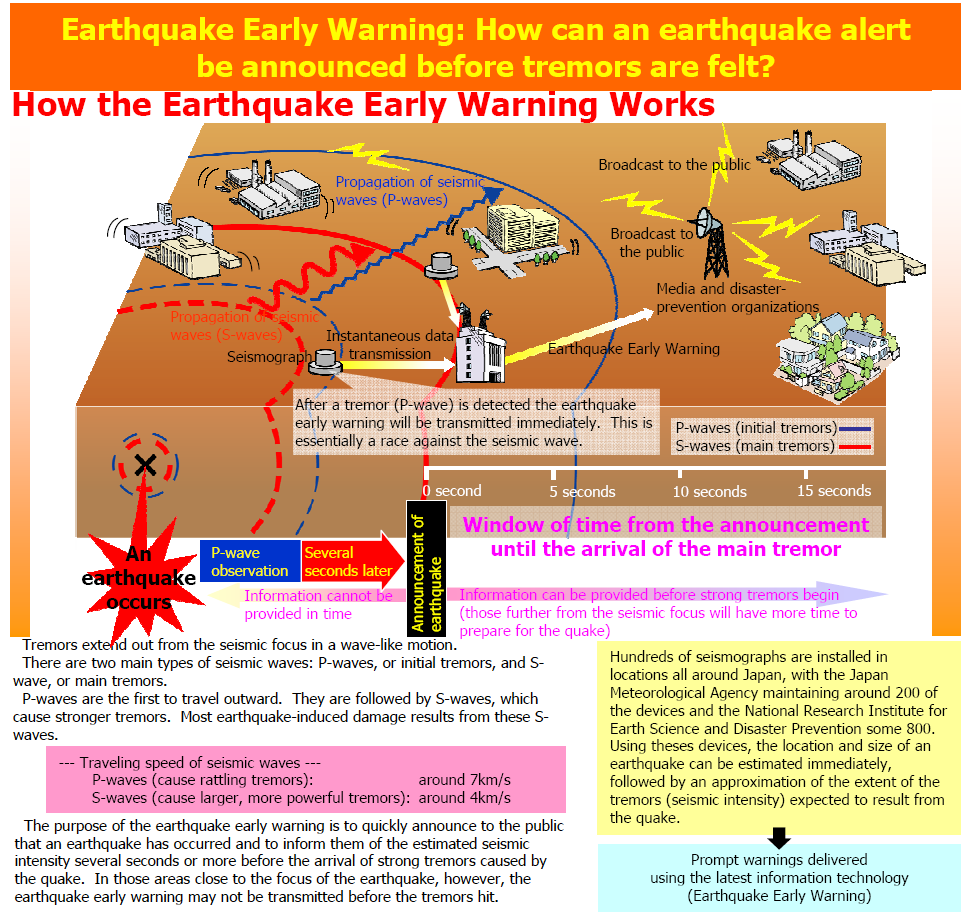 Earthquake Early Warning: How can an earthquake alert
be announced before tremors are felt?
How the Earthquake Early Warning Works
Propagation of seismic
waves (P-waves)
Broadcast to the public
Broadcast to
the public
Media and disaster-
prevention organizations
Propagation of seismic
waves (S-waves)
Instantaneous data
transmission
Seismograph
Earthquake Early Warning
After a tremor (P-wave) is detected the earthquake
early warning will be transmitted immediately.  This is
essentially a race against the seismic wave.
P-waves (initial tremors)
S-waves (main tremors)
0 second
5 seconds
10 seconds
15 seconds
An
earthquake
occurs
P-wave
observation
Several
seconds later
Announcement of
earthquake
Window of time from the announcement
until the arrival of the main tremor
Information cannot be
provided in time
Information can be provided before strong tremors begin
(those further from the seismic focus will have more time to
prepare for the quake)
Tremors extend out from the seismic focus in a wave-like motion.
There are two main types of seismic waves: P-waves, or initial tremors, and S-
wave, or main tremors.
P-waves are the first to travel outward.  They are followed by S-waves, which
cause stronger tremors.  Most earthquake-induced damage results from these S-
waves.
--- Traveling speed of seismic waves ---
P-waves (cause rattling tremors): around 7km/s
S-waves (cause larger, more powerful tremors): around 4km/s
The purpose of the earthquake early warning is to quickly announce to the public
that an earthquake has occurred and to inform them of the estimated seismic
intensity several seconds or more before the arrival of strong tremors caused by
the quake.  In those areas close to the focus of the earthquake, however, the
earthquake early warning may not be transmitted before the tremors hit.
Hundreds of seismographs are installed in
locations all around Japan, with the Japan
Meteorological Agency maintaining around 200 of
the devices and the National Research Institute for
Earth Science and Disaster Prevention some 800.
Using theses devices, the location and size of an
earthquake can be estimated immediately,
followed by an approximation of the extent of the
tremors (seismic intensity) expected to result from
the quake.
Prompt warnings delivered
using the latest information technology
(Earthquake Early Warning)